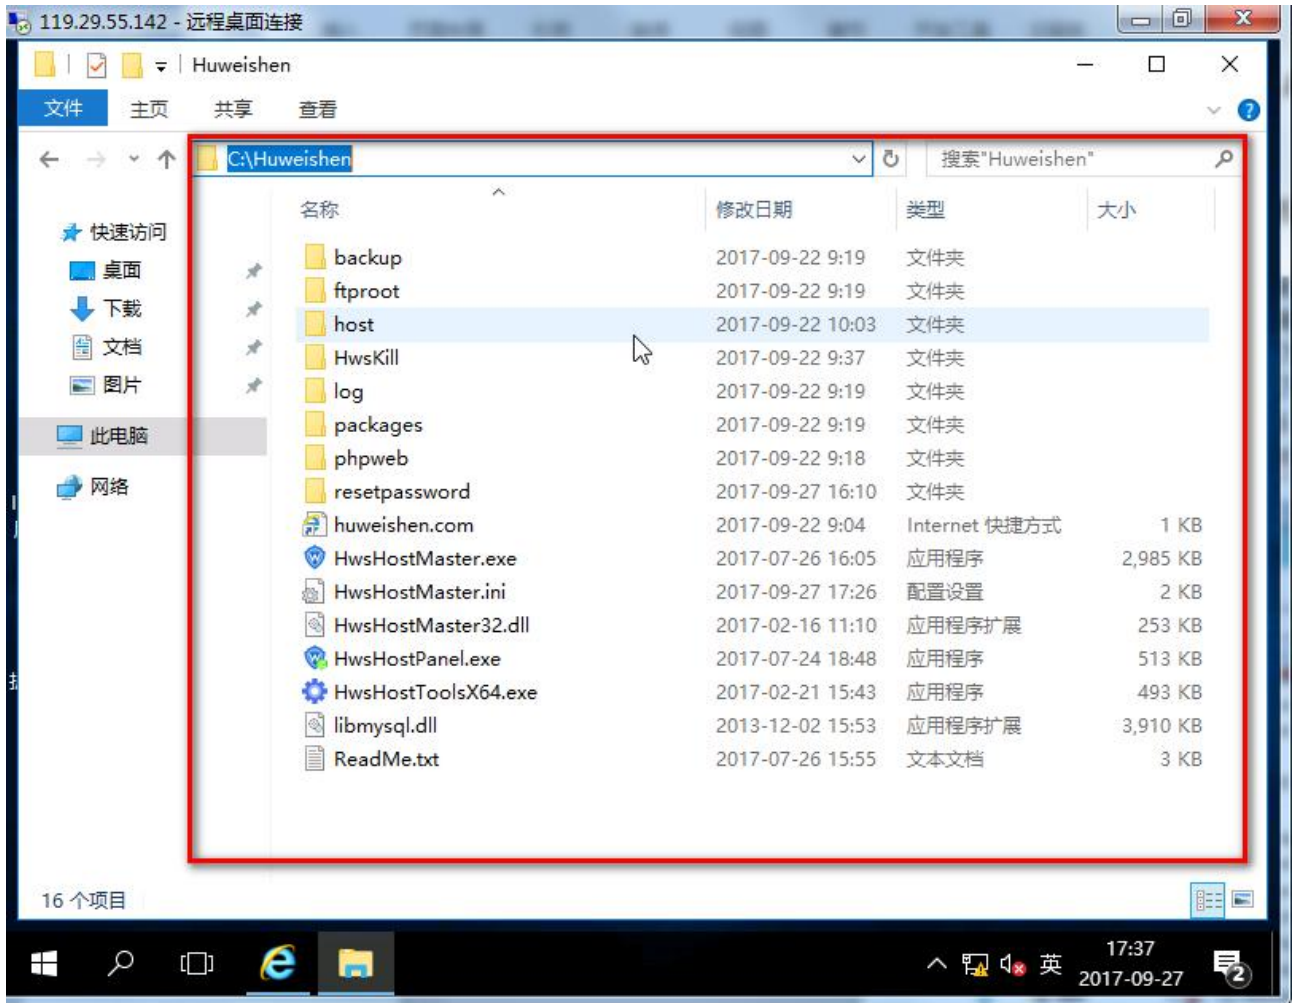 119.29.55.142 - 远程桌面连接
Huweishen
文件 主页 共享 查看
C:\Huweishen 搜索"Huweishen"
名称 修改日期 类型 大小
快速访问
桌面
下载
文档
图片
此电脑
网络
backup 2017-09-22 9:19 文件夹
ftproot 2017-09-22 9:19 文件夹
host 2017-09-22 10:03 文件夹
HwsKill 2017-09-22 9:37 文件夹
log 2017-09-22 9:19 文件夹
packages 2017-09-22 9:19 文件夹
phpweb 2017-09-22 9:18 文件夹
resetpassword 2017-09-27 16:10 文件夹
huweishen.com 2017-09-22 9:04 Internet 快捷方式 1 KB
HwsHostMaster.exe 2017-07-26 16:05 应用程序 2,985 KB
HwsHostMaster.ini 2017-09-27 17:26 配置设置 2 KB
HwsHostMaster32.dll 2017-02-16 11:10 应用程序扩展 253 KB
HwsHostPanel.exe 2017-07-24 18:48 应用程序 513 KB
HwsHostToolsX64.exe 2017-02-21 15:43 应用程序 493 KB
libmysql.dll 2013-12-02 15:53 应用程序扩展 3,910 KB
ReadMe.txt 2017-07-26 15:55 文本文档 3 KB
16 个项目
英 17:37
2017-09-27
2